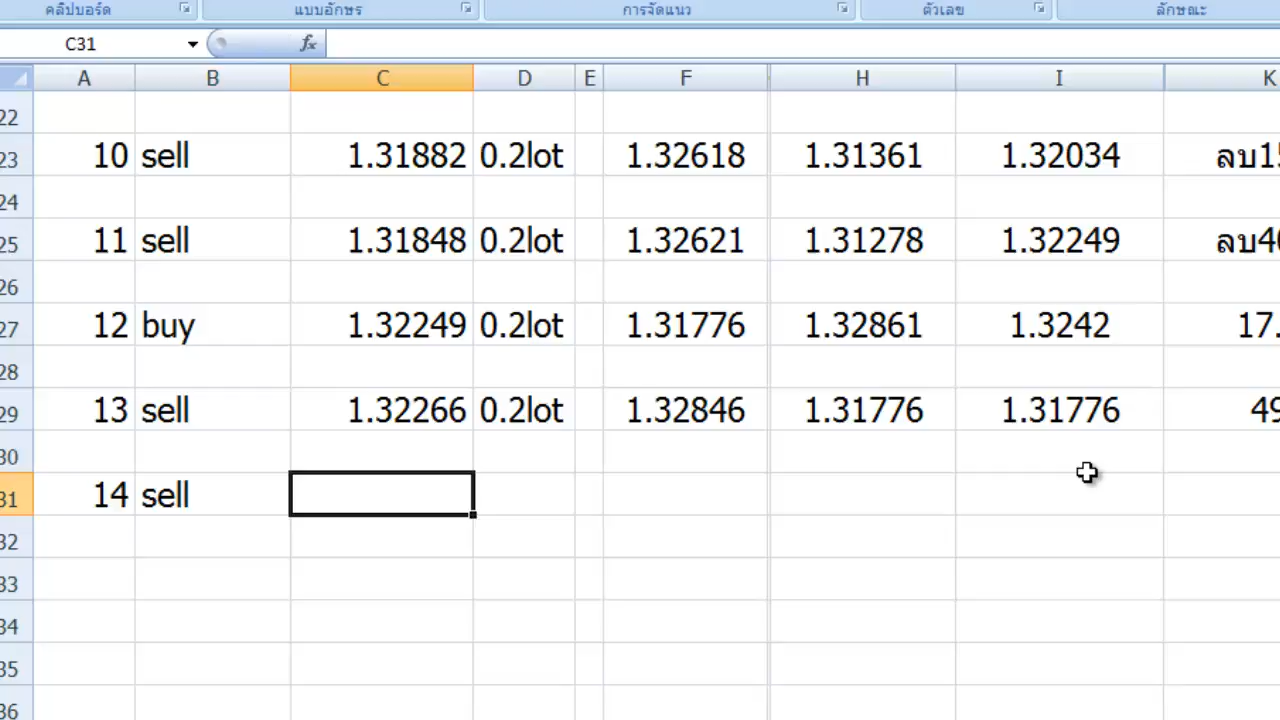 คลิปบอร์ด แบบอักษร การจัดแนว ตัวเลข ลักษณะ
C31 fx
A B C D E F H I K
22
23 10 sell 1.31882 0.2lot 1.32618 1.31361 1.32034
24
25 11 sell 1.31848 0.2lot 1.32621 1.31278 1.32249
26
27 12 buy 1.32249 0.2lot 1.31776 1.32861 1.3242 17.
28
29 13 sell 1.32266 0.2lot 1.32846 1.31776 1.31776 49
30
31 14 sell
32
33
34
35
36